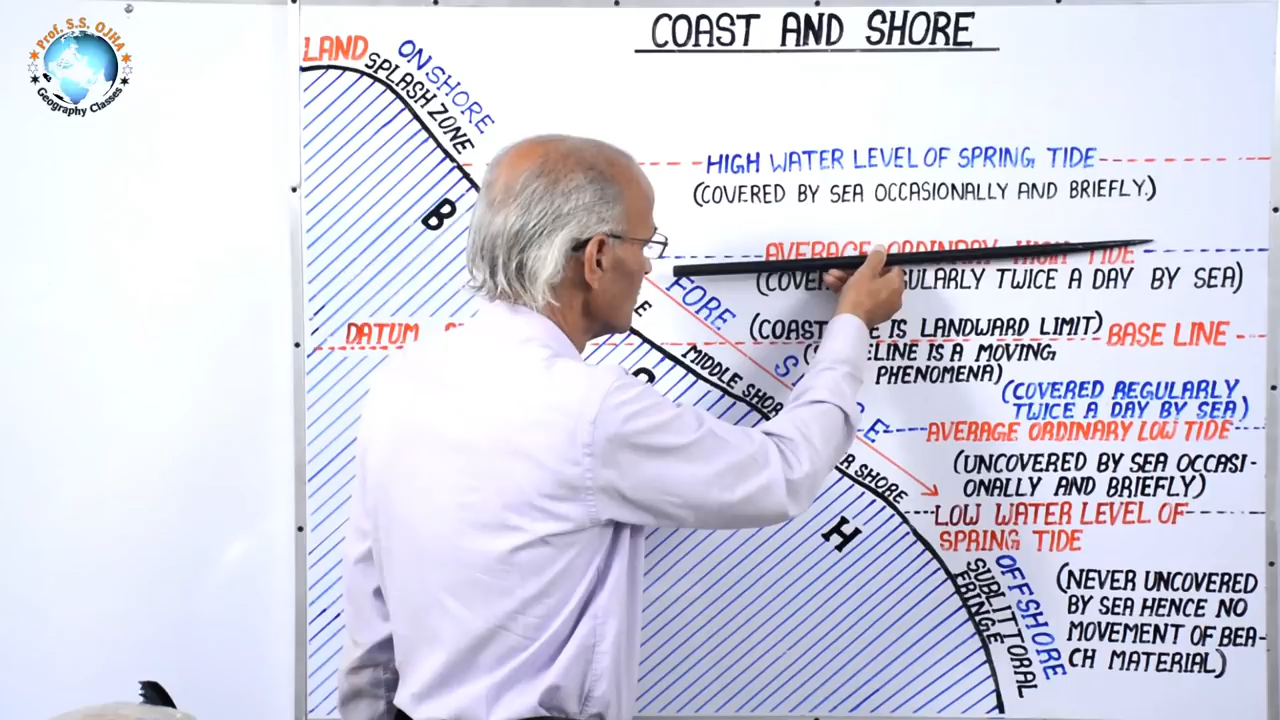 Prof. S.S. OJHA
Geography Classes
COAST AND SHORE
LAND
ONSHORE
SPLASH ZONE
HIGH WATER LEVEL OF SPRING TIDE
(COVERED BY SEA OCCASIONALLY AND BRIEFLY.)
B
AVERAGE ORDINARY HIGH TIDE
TWICE A DAY BY SEA)
FORE
E
(COAST IS LANDWARD LIMIT)
DATUM
BASE LINE
IS A MOVING
PHENOMENA)
MIDDLE
(COVERED REGULARLY
TWICE A DAY BY SEA)
AVERAGE ORDINARY LOW TIDE
(UNCOVERED BY SEA OCCASI-
ONALLY AND BRIEFLY)
SHORE
H
LOW WATER LEVEL OF
SPRING TIDE
OFFSHORE
SUBLITTORAL
FRINGE
(NEVER UNCOVERED
BY SEA HENCE NO
MOVEMENT OF BEA-
CH MATERIAL)